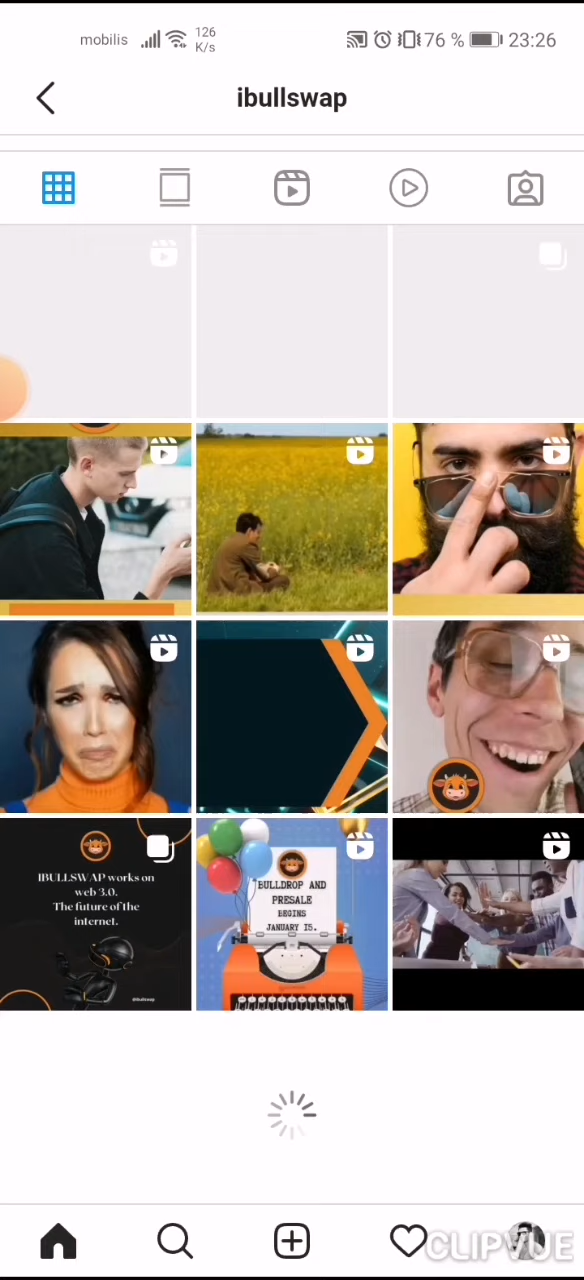 mobilis
126
K/s
76 %
23:26
ibullswap
IBULLSWAP works on
web 3.0.
The future of the
internet.
@ibullswap
BULLDROP AND
PRESALE
BEGINS
JANUARY 15.
CLIPVUE